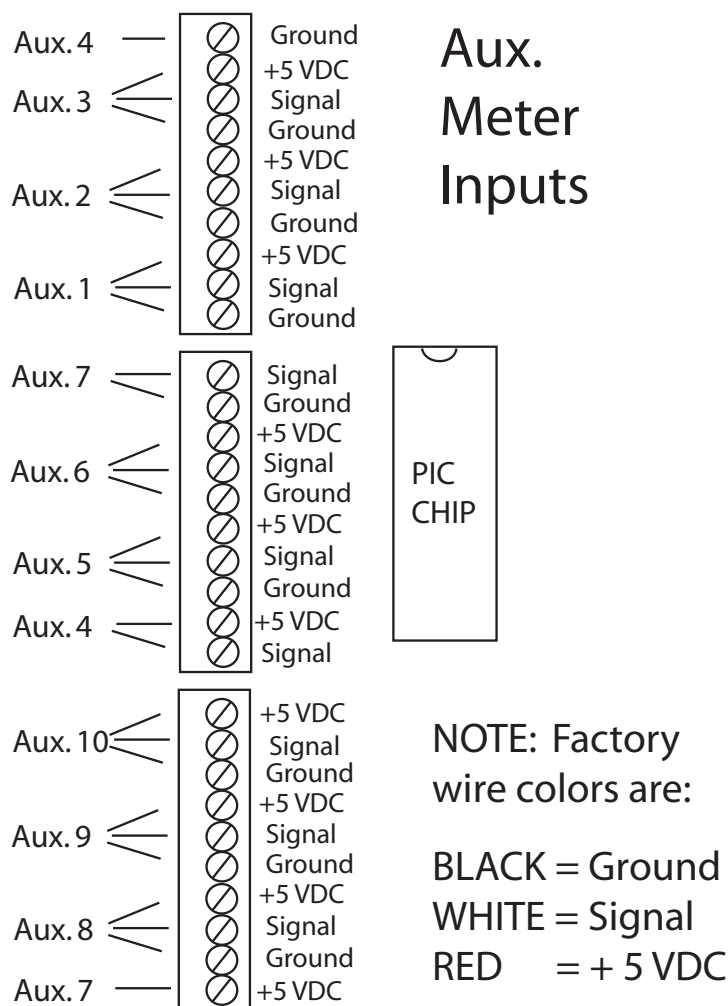 Aux. 4
Ground
+5 VDC
Aux. 3
Signal
Ground
+5 VDC
Aux. 2
Signal
Ground
+5 VDC
Aux. 1
Signal
Ground
Aux.
Meter
Inputs
Aux. 7
Signal
Ground
+5 VDC
Aux. 6
Signal
Ground
+5 VDC
Aux. 5
Signal
Ground
Aux. 4
+5 VDC
Signal
PIC
CHIP
+5 VDC
Aux. 10
Signal
Ground
+5 VDC
Aux. 9
Signal
Ground
+5 VDC
Aux. 8
Signal
Ground
Aux. 7
+5 VDC
NOTE: Factory
wire colors are:
BLACK = Ground
WHITE = Signal
RED = + 5 VDC